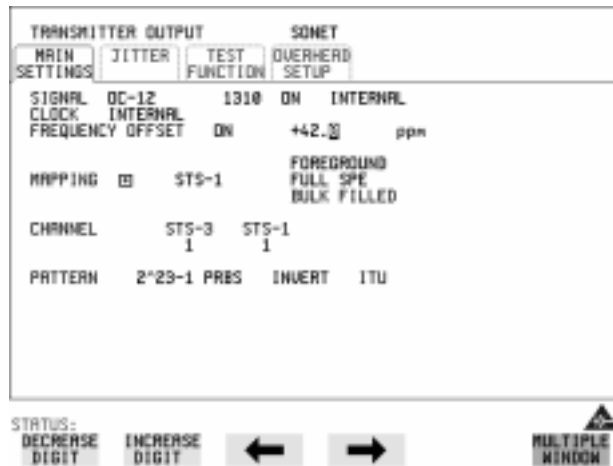 TRANSMITTER OUTPUT SONET
MAIN SETTINGS JITTER TEST FUNCTION OVERHEAD SETUP
SIGNAL OC-12 1310 ON INTERNAL
CLOCK INTERNAL
FREQUENCY OFFSET ON +42. ppm
FOREGROUND
MAPPING STS-1 FULL SPE
BULK FILLED
CHANNEL STS-3 STS-1
1 1
PATTERN 2^23-1 PRBS INVERT ITU
STATUS:
DECREASE DIGIT INCREASE DIGIT MULTIPLE WINDOW